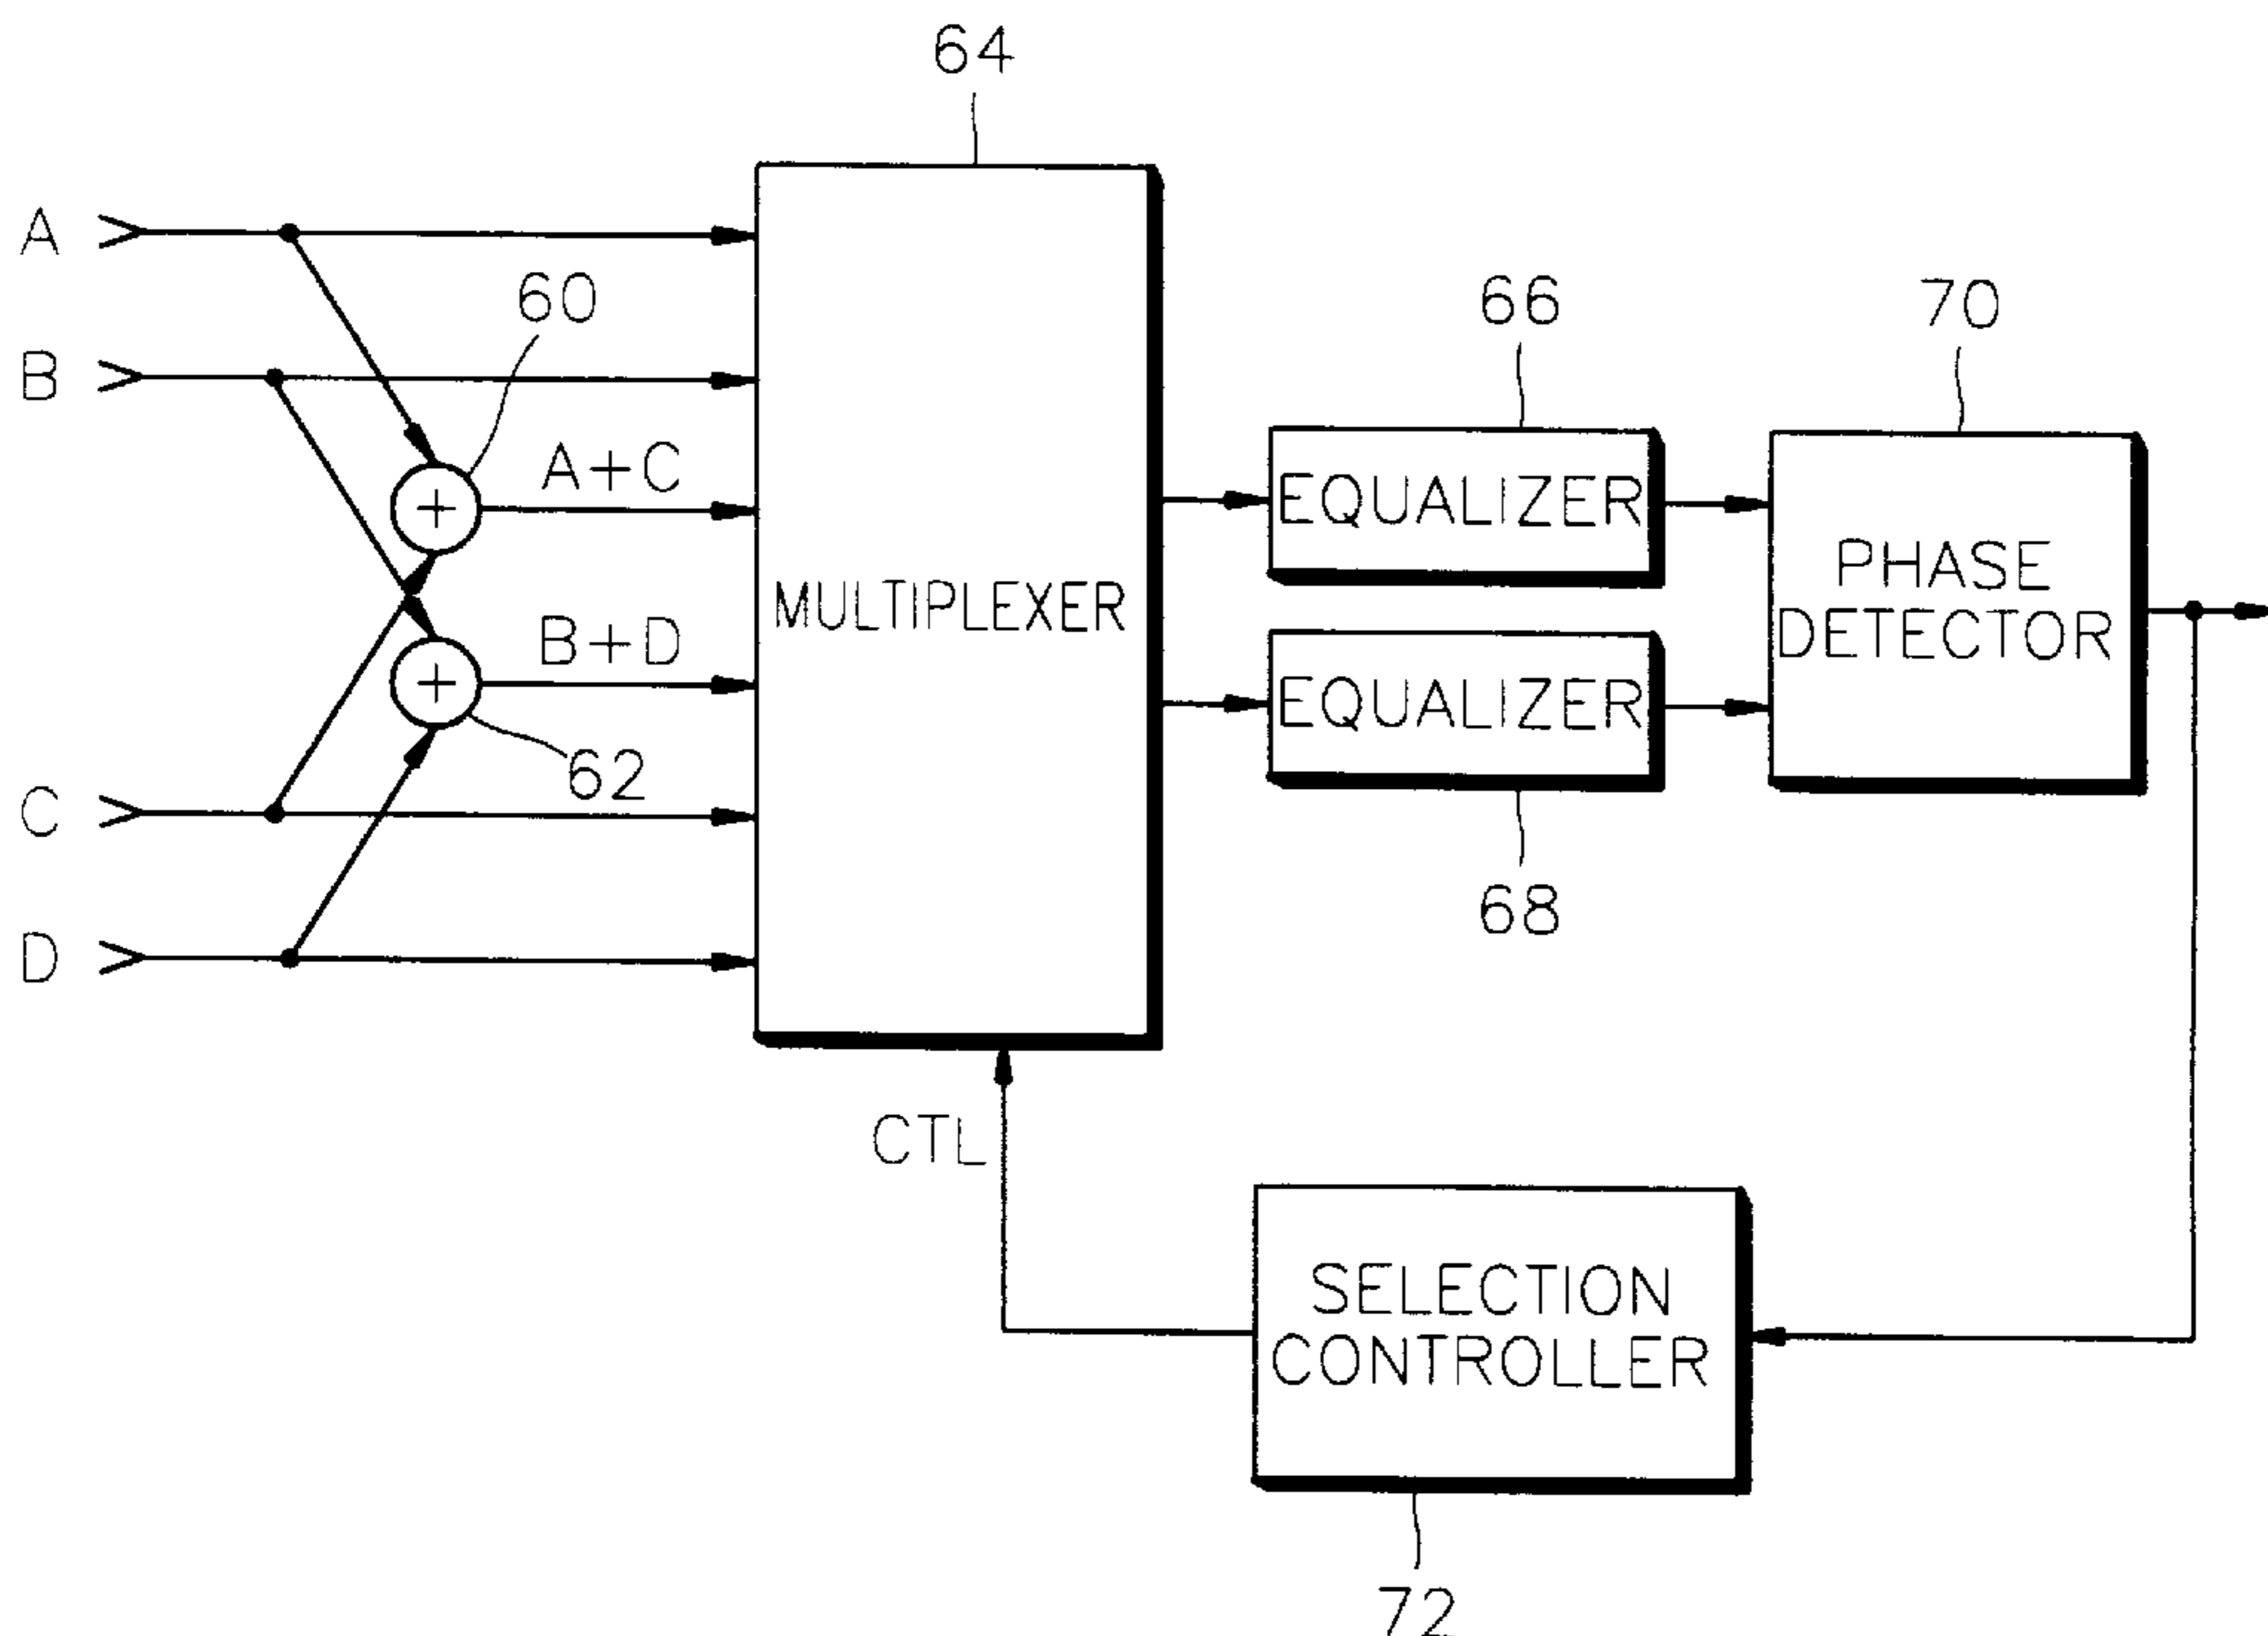 64
A
60
66
70
B
A+C
EQUALIZER
PHASE
DETECTOR
MULTIPLEXER
B+D
EQUALIZER
62
C
68
D
CTL
SELECTION
CONTROLLER
72